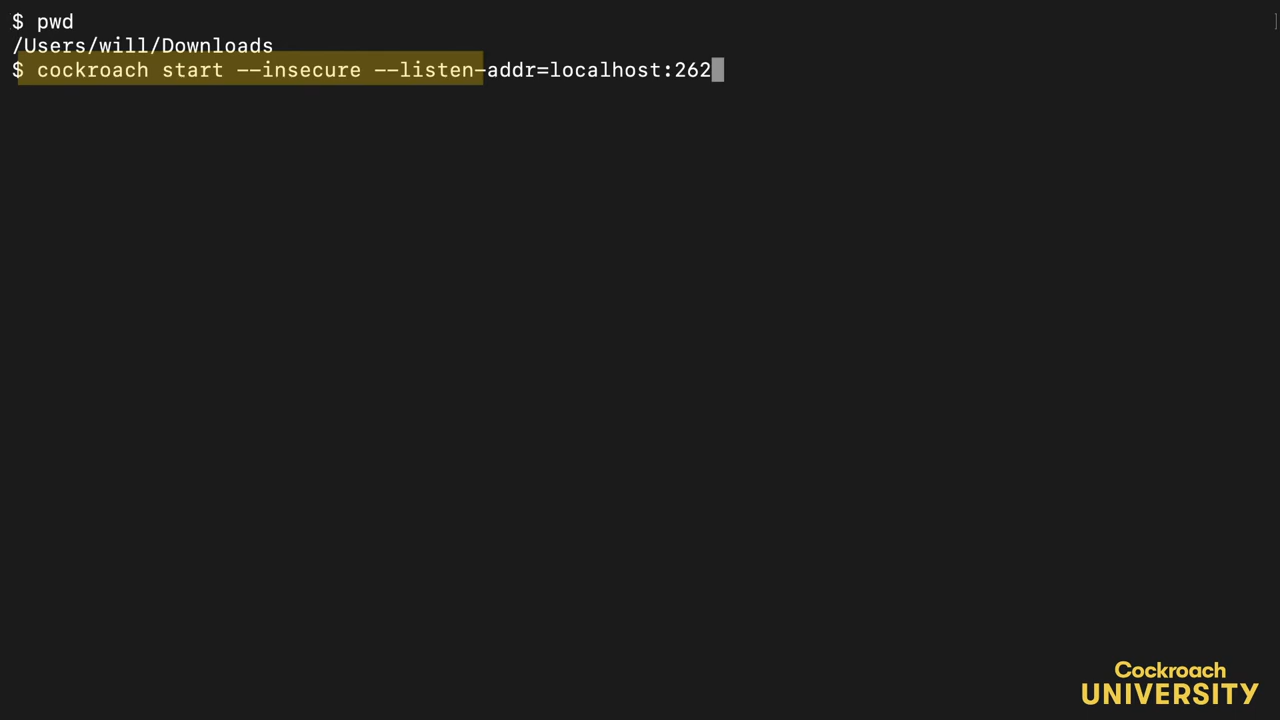 $ pwd
/Users/will/Downloads
$ cockroach start --insecure --listen-addr=localhost:262
Cockroach
UNIVERSITY